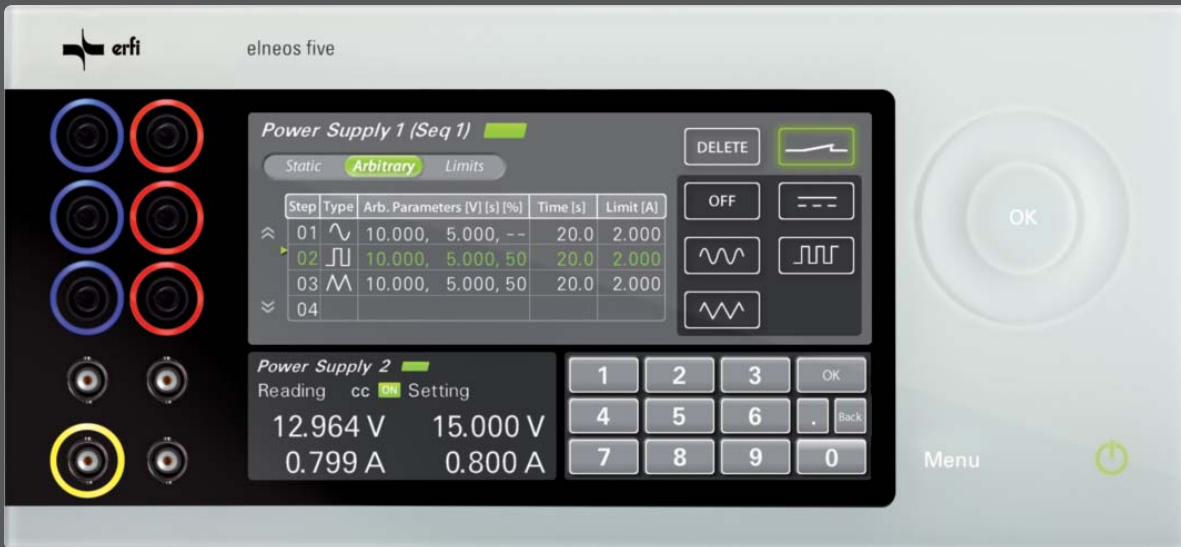 erfi
elneos five
Power Supply 1 (Seq 1)
Static Arbitrary Limits
Step Type Arb. Parameters [V] [s] [%] Time [s] Limit [A]
01 10.000, 5.000, -- 20.0 2.000
02 10.000, 5.000, 50 20.0 2.000
03 10.000, 5.000, 50 20.0 2.000
04
DELETE
OFF
OK
Power Supply 2
Reading cc ON Setting
12.964 V 15.000 V
0.799 A 0.800 A
1 2 3 OK
4 5 6 . Back
7 8 9 0
Menu